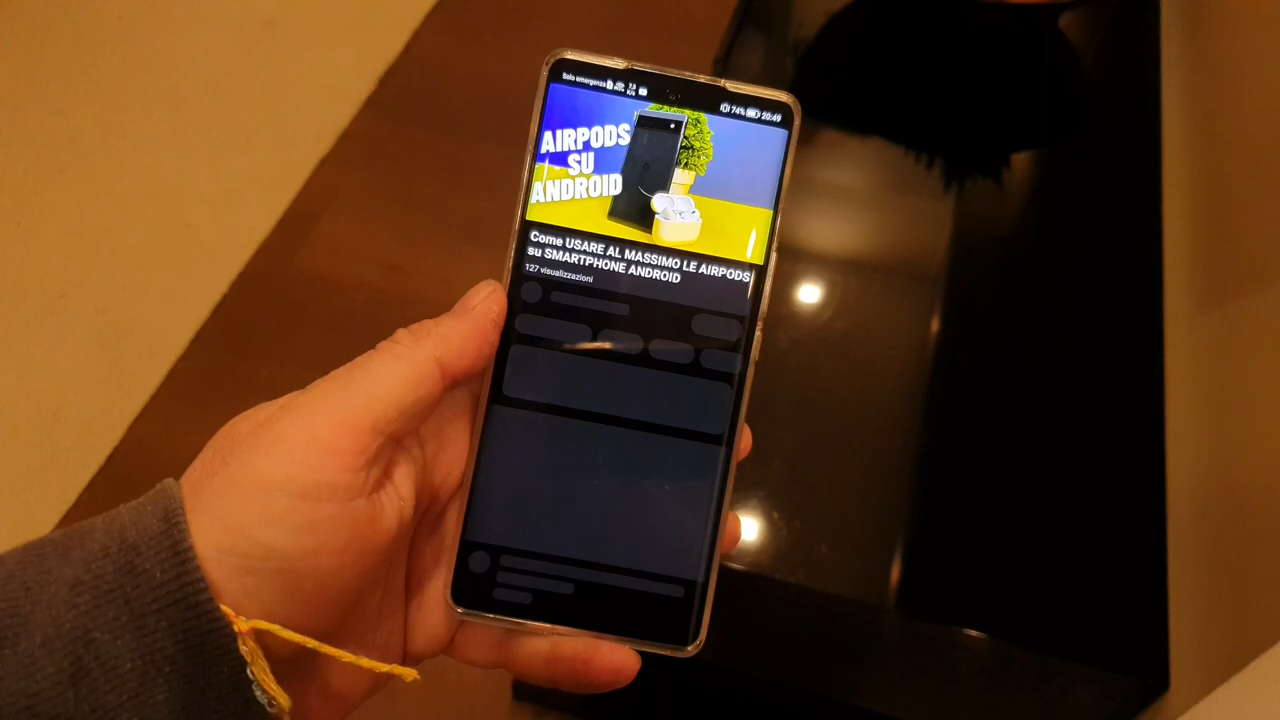 Solo emergenza
74% 20:49
AIRPODS
SU
ANDROID
Come USARE AL MASSIMO LE AIRPODS
su SMARTPHONE ANDROID
127 visualizzazioni